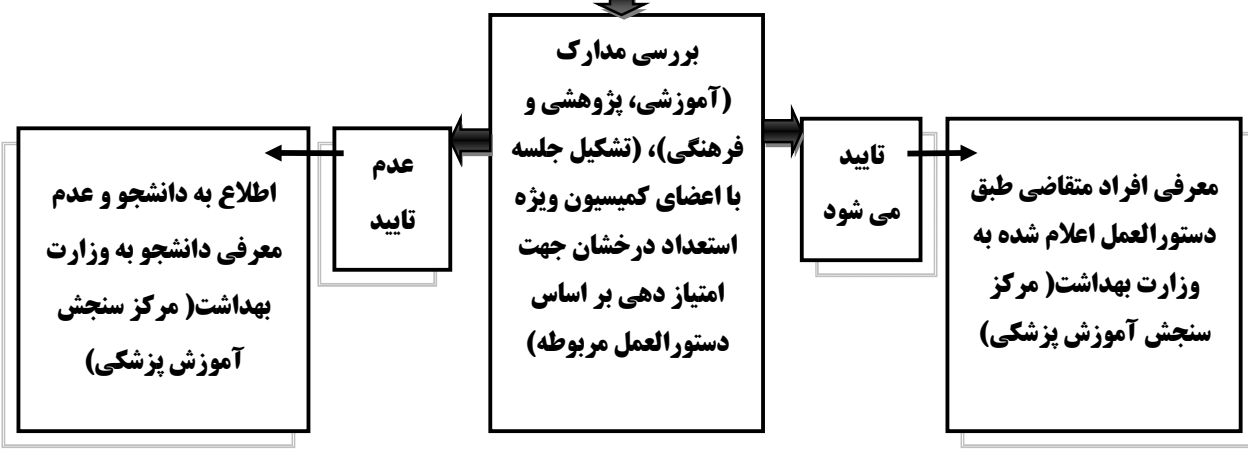 بررسی مدارک
(آموزشی، پژوهشی و
فرهنگی)، (تشکیل جلسه
با اعضای کمیسیون ویژه
استعداد درخشان جهت
امتیاز دهی بر اساس
دستورالعمل مربوطه)
تایید
می شود
معرفی افراد متقاضی طبق
دستورالعمل اعلام شده به
وزارت بهداشت( مرکز
سنجش آموزش پزشکی)
عدم
تایید
اطلاع به دانشجو و عدم
معرفی دانشجو به وزارت
بهداشت( مرکز سنجش
آموزش پزشکی)